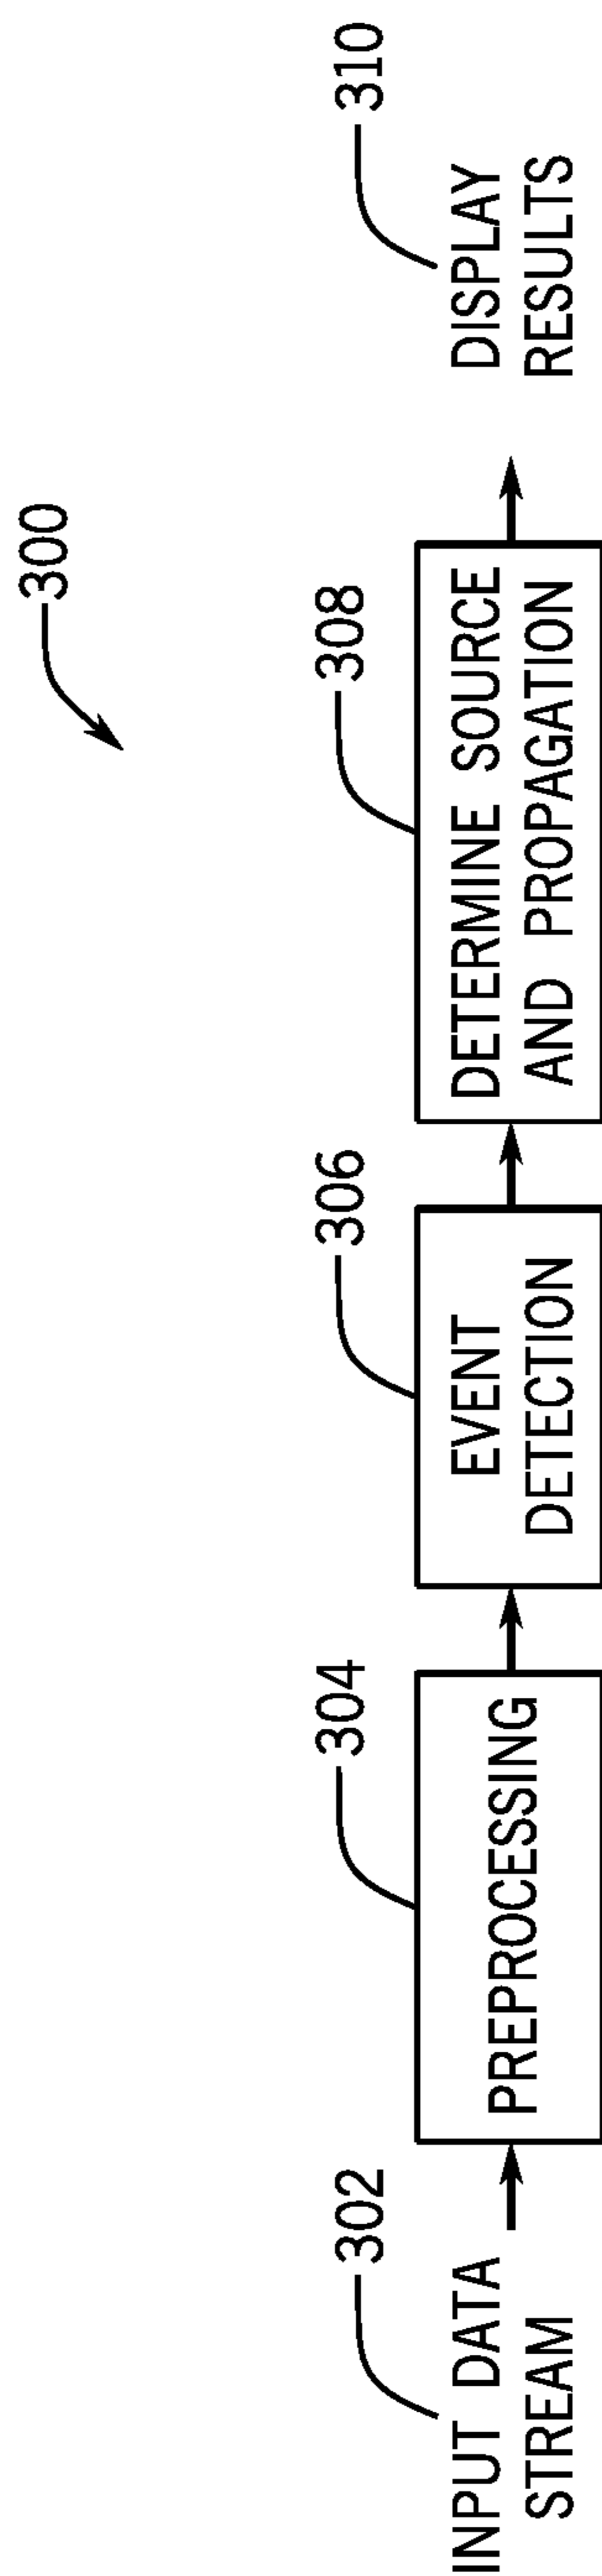 300
302
INPUT DATA
STREAM
304
PREPROCESSING
306
EVENT
DETECTION
308
DETERMINE SOURCE
AND PROPAGATION
310
DISPLAY
RESULTS